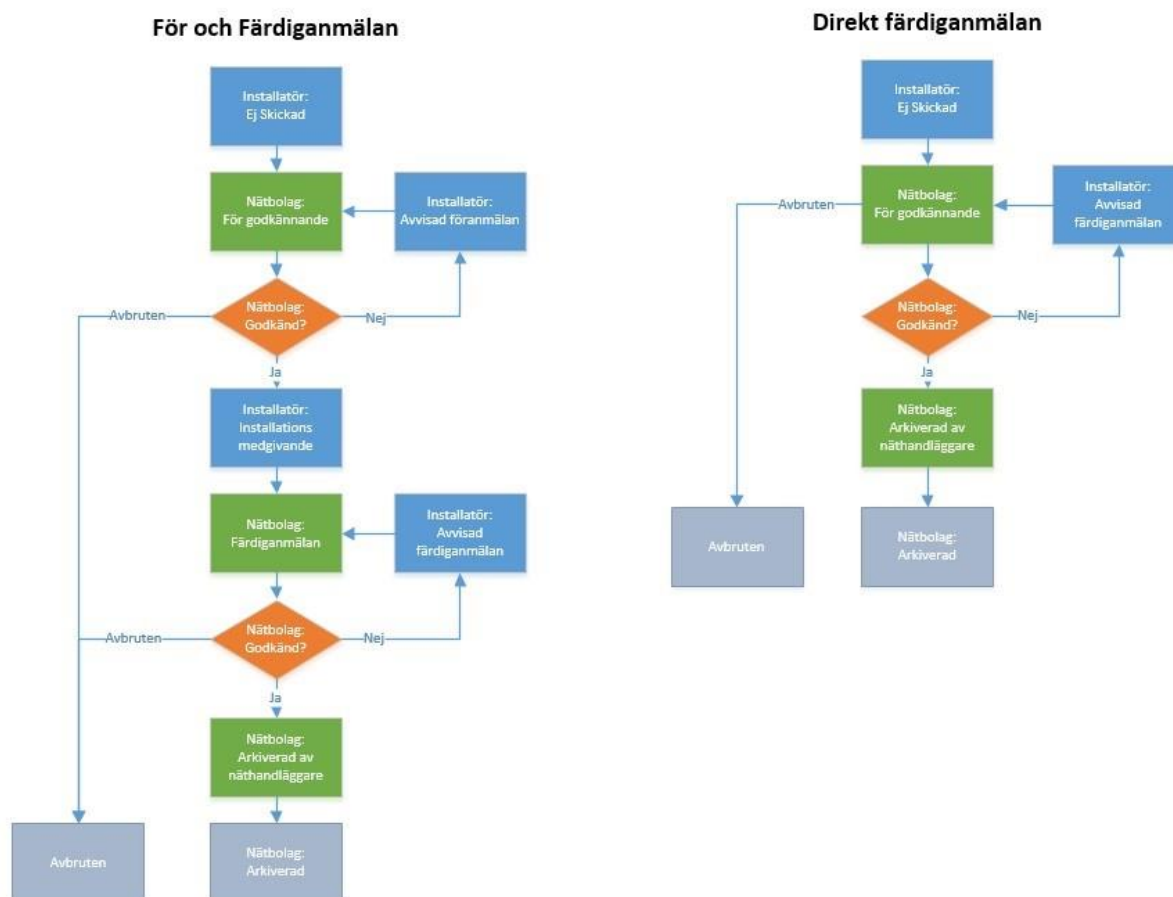 För och Färdiganmälan
Installatör:
Ej Skickad
Nätbolag:
För godkännande
Installatör:
Avvisad föranmälan
Nätbolag:
Godkänd?
Avbruten
Nej
Ja
Installatör:
Installations
medgivande
Nätbolag:
Färdiganmälan
Installatör:
Avvisad
färdiganmälan
Nätbolag:
Godkänd?
Avbruten
Nej
Ja
Nätbolag:
Arkiverad av
näthandläggare
Avbruten
Nätbolag:
Arkiverad
Direkt färdiganmälan
Installatör:
Ej Skickad
Avbruten
Nätbolag:
För godkännande
Installatör:
Avvisad
färdiganmälan
Nätbolag:
Godkänd?
Nej
Ja
Nätbolag:
Arkiverad av
näthandläggare
Avbruten
Nätbolag:
Arkiverad